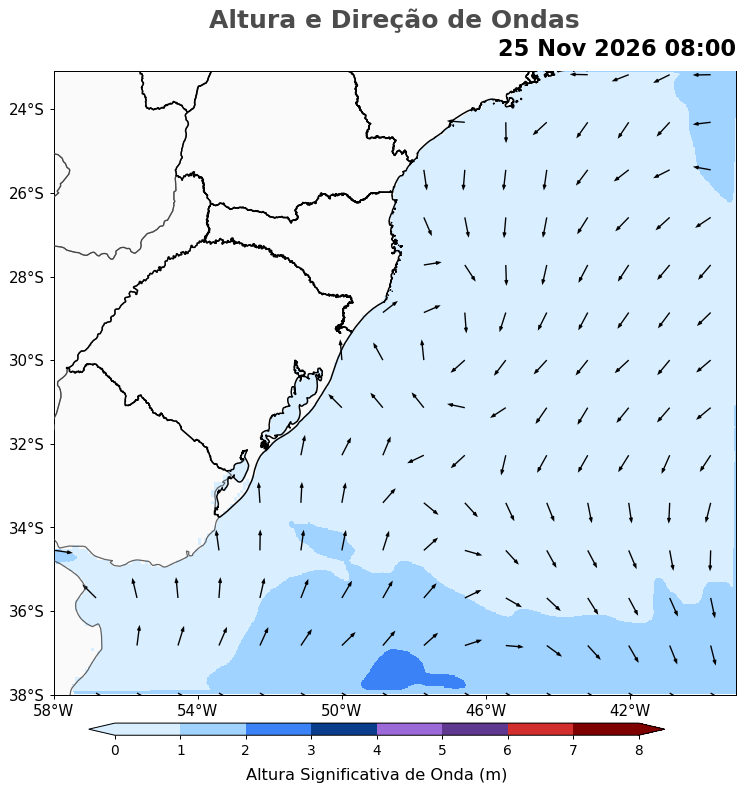 Altura e Direção de Ondas
25 Nov 2026 08:00
24°S
26°S
28°S
30°S
32°S
34°S
36°S
38°S
58°W 54°W 50°W 46°W 42°W
0 1 2 3 4 5 6 7 8
Altura Significativa de Onda (m)